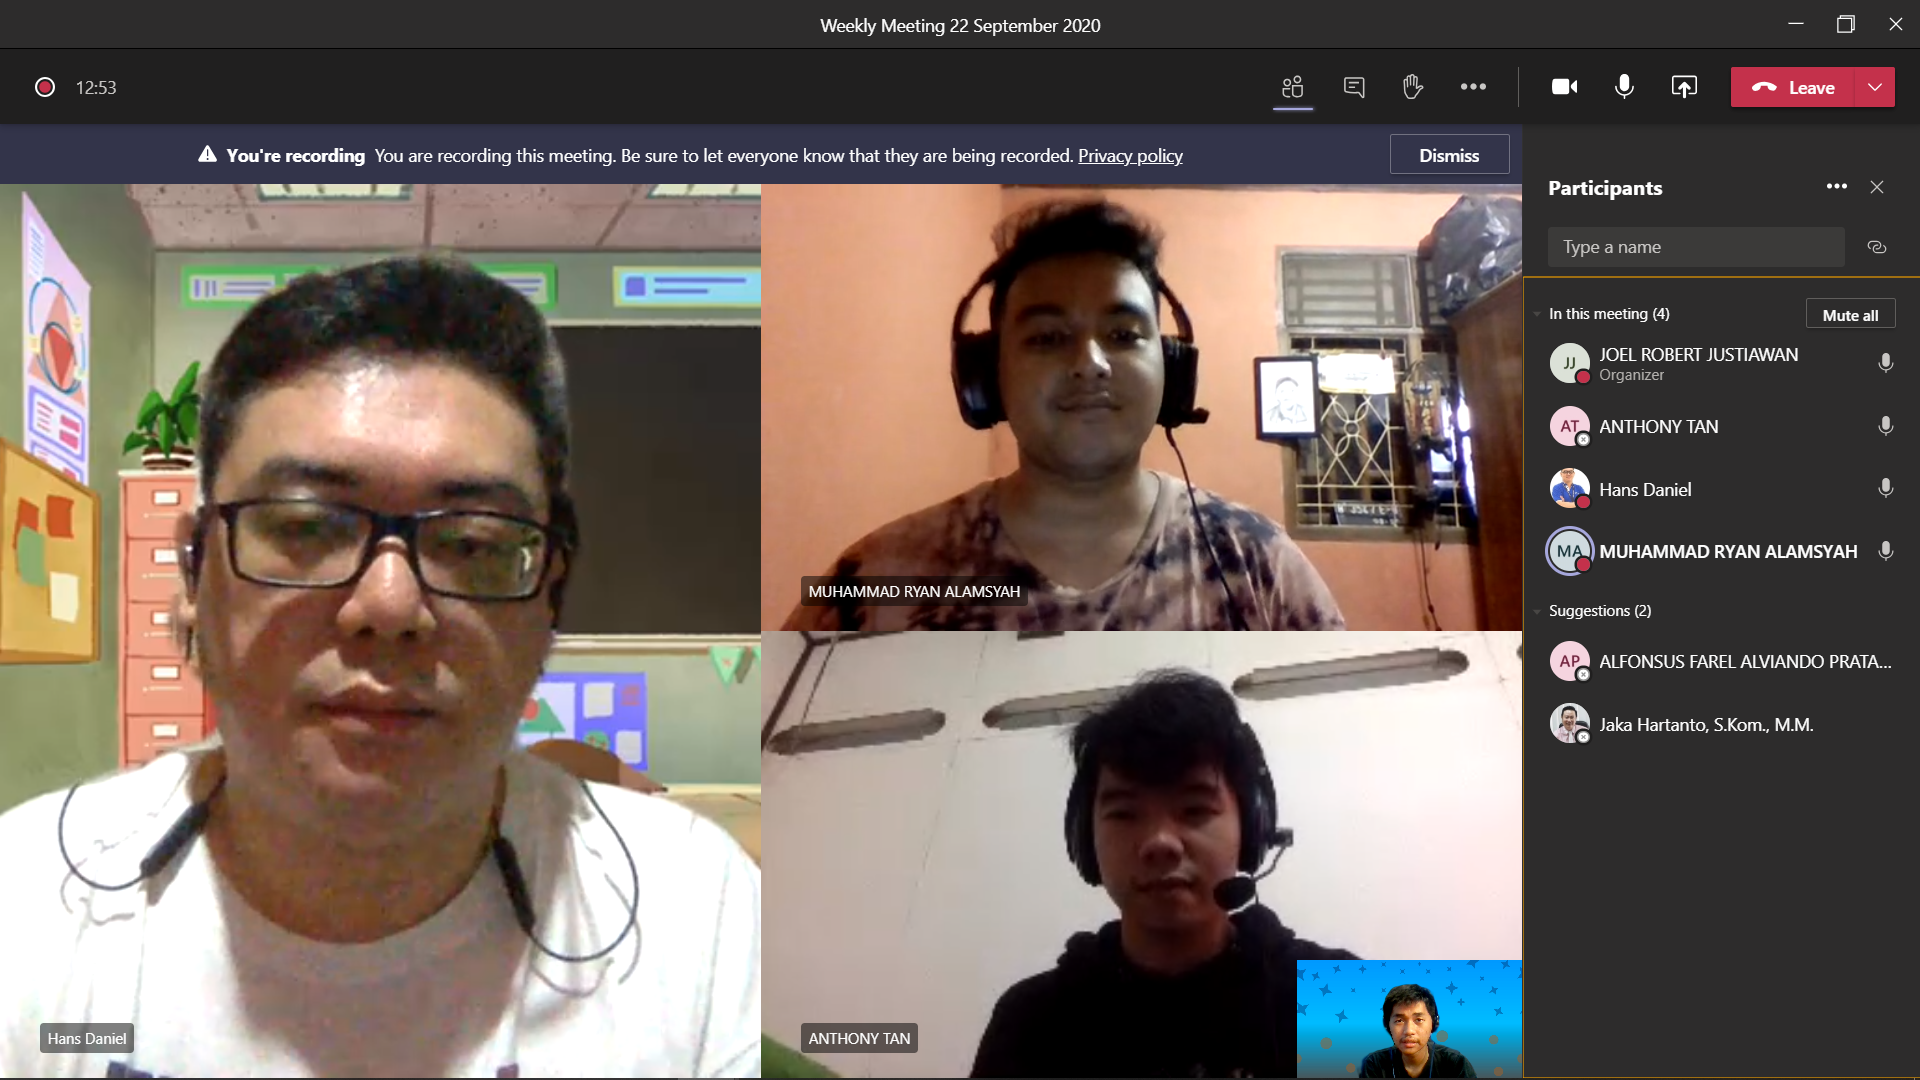 Weekly Meeting 22 September 2020
12:53
Leave
You're recording You are recording this meeting. Be sure to let everyone know that they are being recorded. Privacy policy
Dismiss
MUHAMMAD RYAN ALAMSYAH
Hans Daniel
ANTHONY TAN
Participants
Type a name
In this meeting (4)
Mute all
JJ
JOEL ROBERT JUSTIAWAN
Organizer
AT
ANTHONY TAN
Hans Daniel
MA
MUHAMMAD RYAN ALAMSYAH
Suggestions (2)
AP
ALFONSUS FAREL ALVIANDO PRATA...
Jaka Hartanto, S.Kom., M.M.